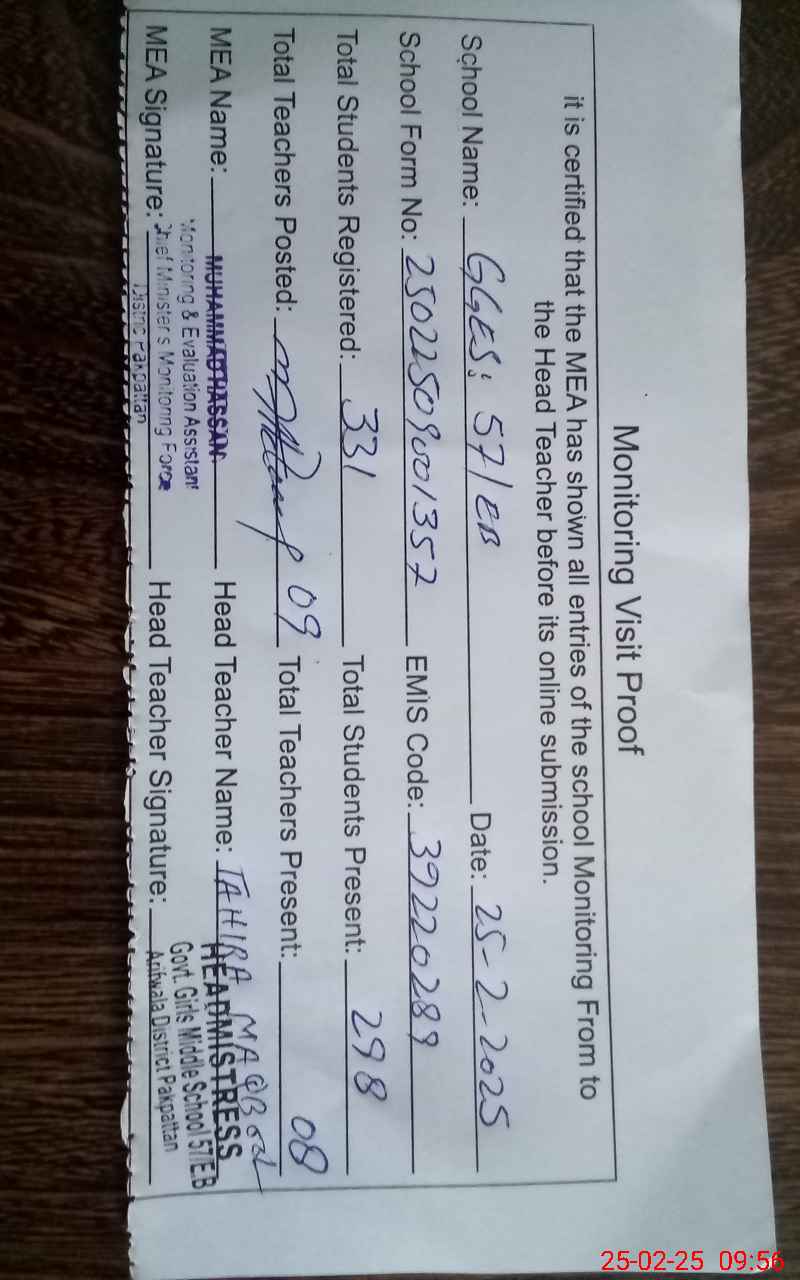 Monitoring Visit Proof
it is certified that the MEA has shown all entries of the school Monitoring From to
the Head Teacher before its online submission.
School Name: GGES: 57/EB Date: 25-2-2025
School Form No: 25022509001357 EMIS Code: 39220289
Total Students Registered: 331 Total Students Present: 298
Total Teachers Posted: 09 Total Teachers Present: 08
MEA Name: MUHAMMAD HASSAN Head Teacher Name: TAHIRA MAQBOOL
Monitoring & Evaluation Assistant
Chief Minister's Monitoring Force
District Pakpattan
MEA Signature: Head Teacher Signature:
HEADMISTRESS
Govt. Girls Middle School 57/E.B
Arifwala District Pakpattan
25-02-25 09:56